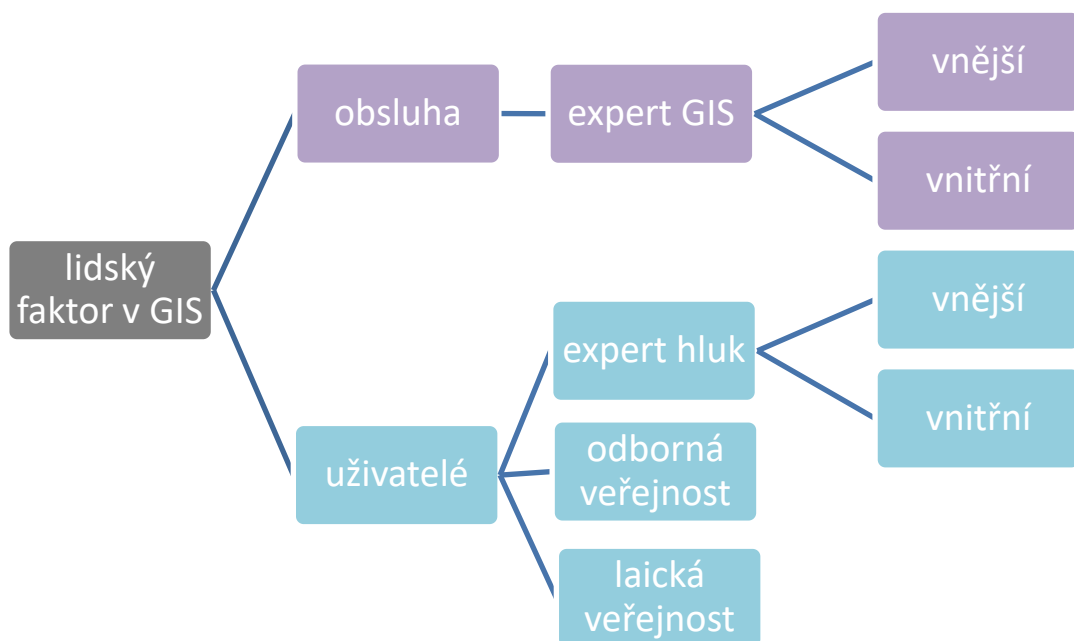 lidský
faktor v GIS
obsluha
expert GIS
vnější
vnitřní
uživatelé
expert hluk
vnější
vnitřní
odborná
veřejnost
laická
veřejnost